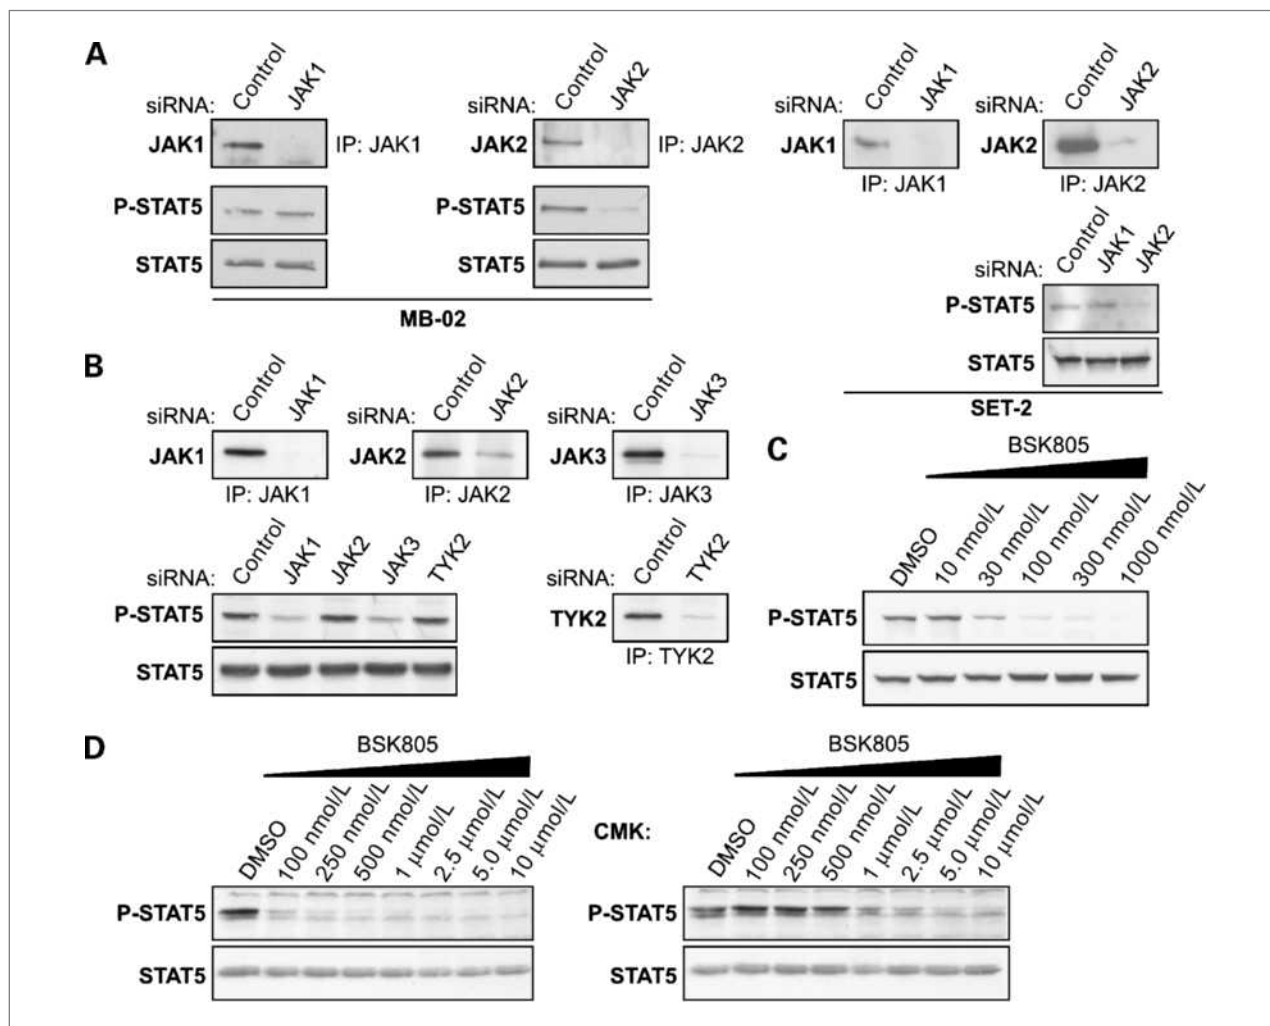 A
siRNA: Control JAK1
JAK1 IP: JAK1
P-STAT5
STAT5
siRNA: Control JAK2
JAK2 IP: JAK2
P-STAT5
STAT5
MB-02
siRNA: Control JAK1
JAK1
IP: JAK1
siRNA: Control JAK2
JAK2
IP: JAK2
siRNA: Control JAK1 JAK2
P-STAT5
STAT5
SET-2
B
siRNA: Control JAK1
JAK1
IP: JAK1
siRNA: Control JAK2
JAK2
IP: JAK2
siRNA: Control JAK3
JAK3
IP: JAK3
siRNA: Control JAK1 JAK2 JAK3 TYK2
P-STAT5
STAT5
siRNA: Control TYK2
TYK2
IP: TYK2
C
BSK805
DMSO 10 nmol/L 30 nmol/L 100 nmol/L 300 nmol/L 1000 nmol/L
P-STAT5
STAT5
D
BSK805
DMSO 100 nmol/L 250 nmol/L 500 nmol/L 1 µmol/L 2.5 µmol/L 5.0 µmol/L 10 µmol/L
P-STAT5
STAT5
BSK805
CMK: DMSO 100 nmol/L 250 nmol/L 500 nmol/L 1 µmol/L 2.5 µmol/L 5.0 µmol/L 10 µmol/L
P-STAT5
STAT5